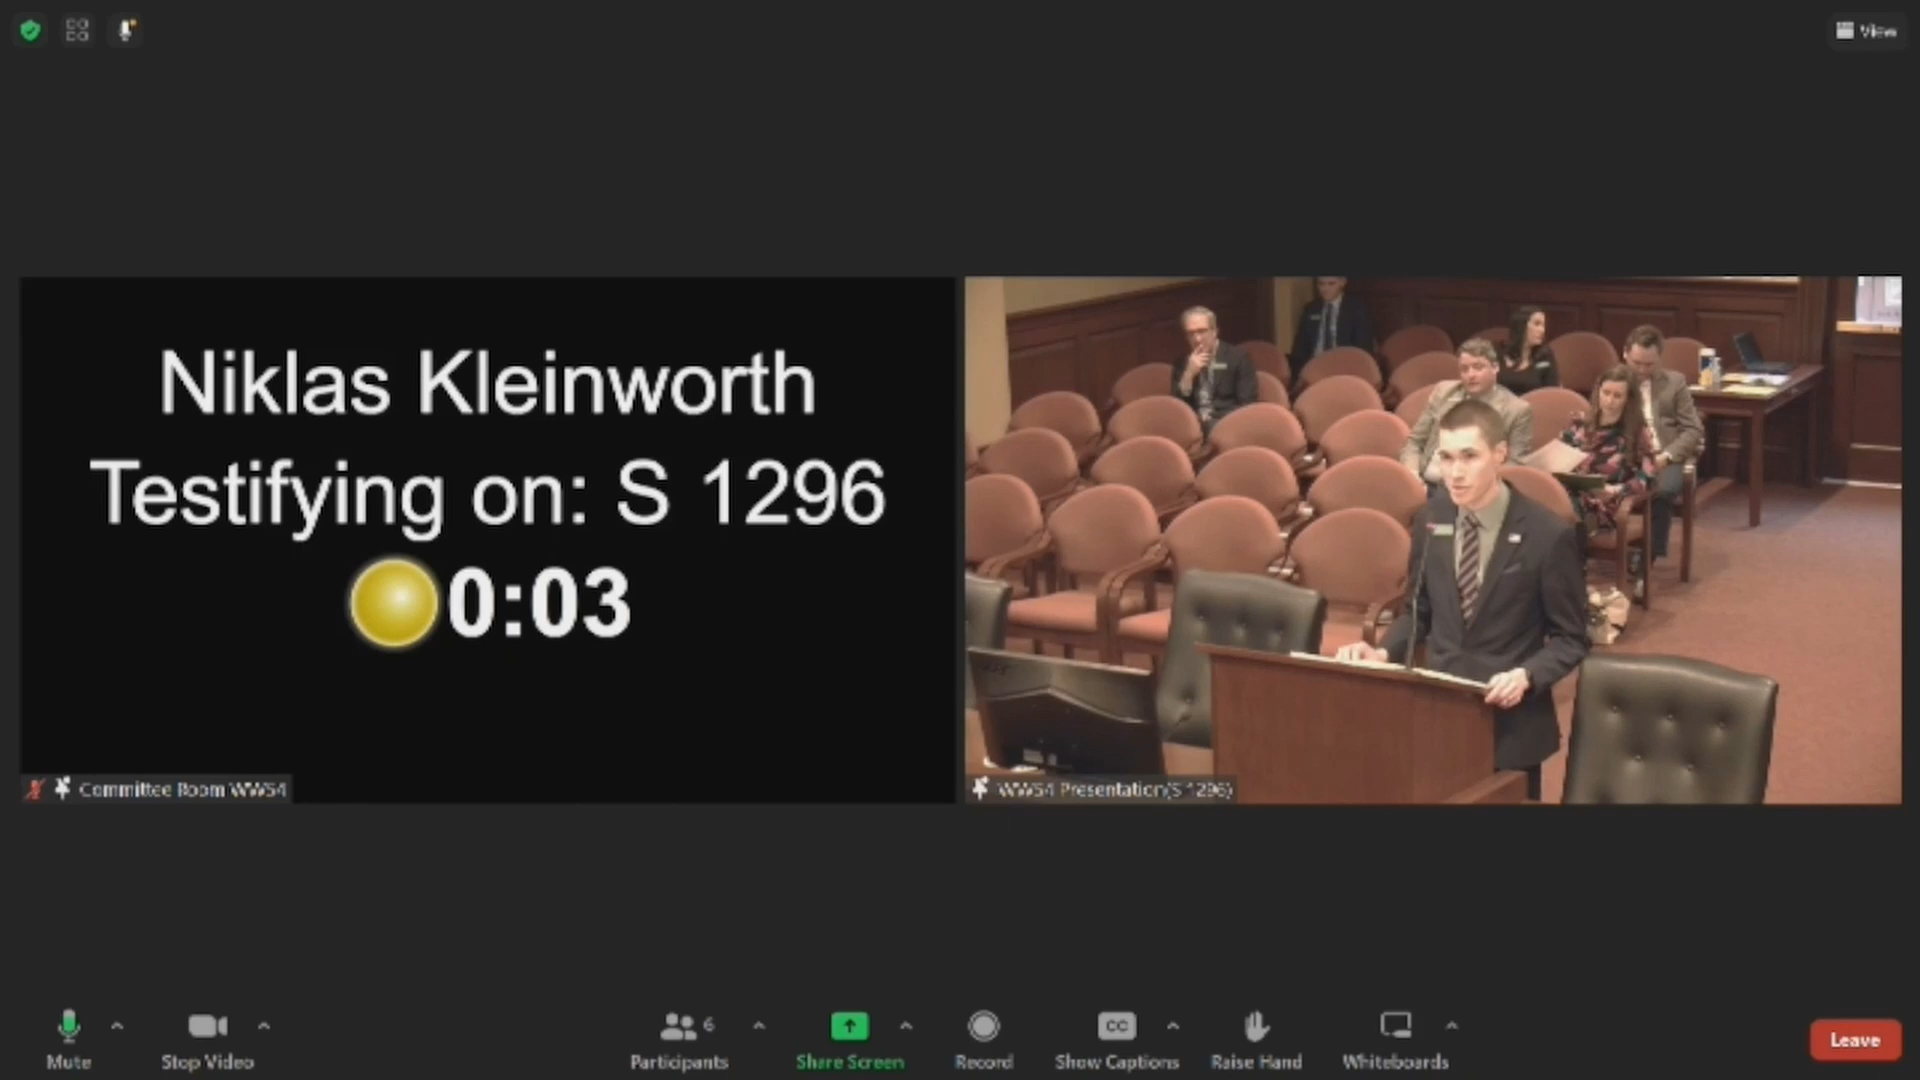 View
Niklas Kleinworth
Testifying on: S 1296
0:03
Committee Room WW54
WW54 Presentation(S 1296)
Mute
Stop Video
Participants
6
Share Screen
CC
Record
Show Captions
Raise Hand
Whiteboards
Leave